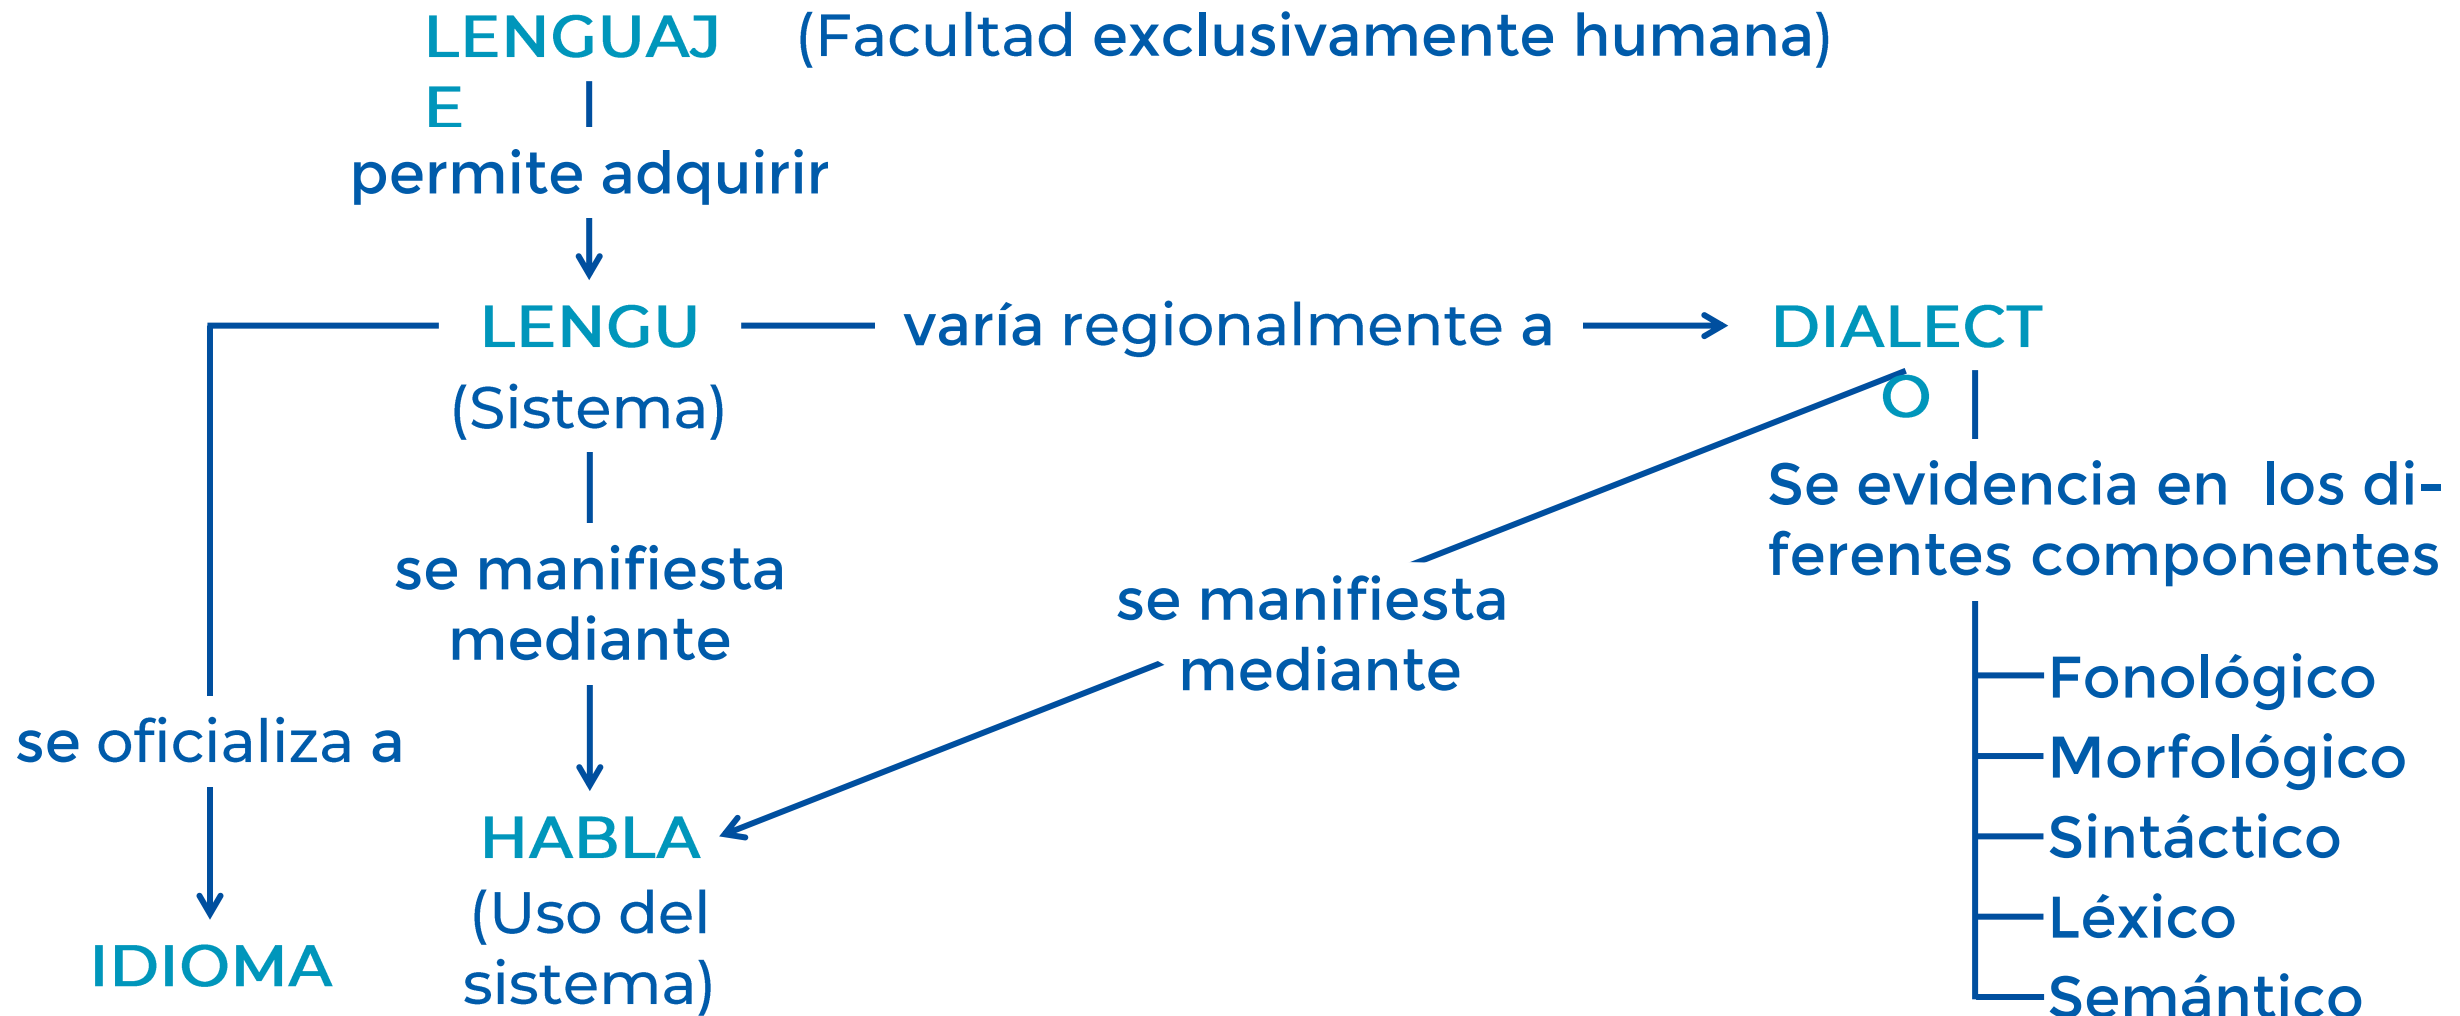 LENGUAJ
E
(Facultad exclusivamente humana)
permite adquirir
LENGU
(Sistema)
varía regionalmente a
DIALECT
O
se manifiesta
mediante
se manifiesta
mediante
Se evidencia en los di-
ferentes componentes
Fonológico
Morfológico
Sintáctico
Léxico
Semántico
se oficializa a
HABLA
(Uso del
sistema)
IDIOMA